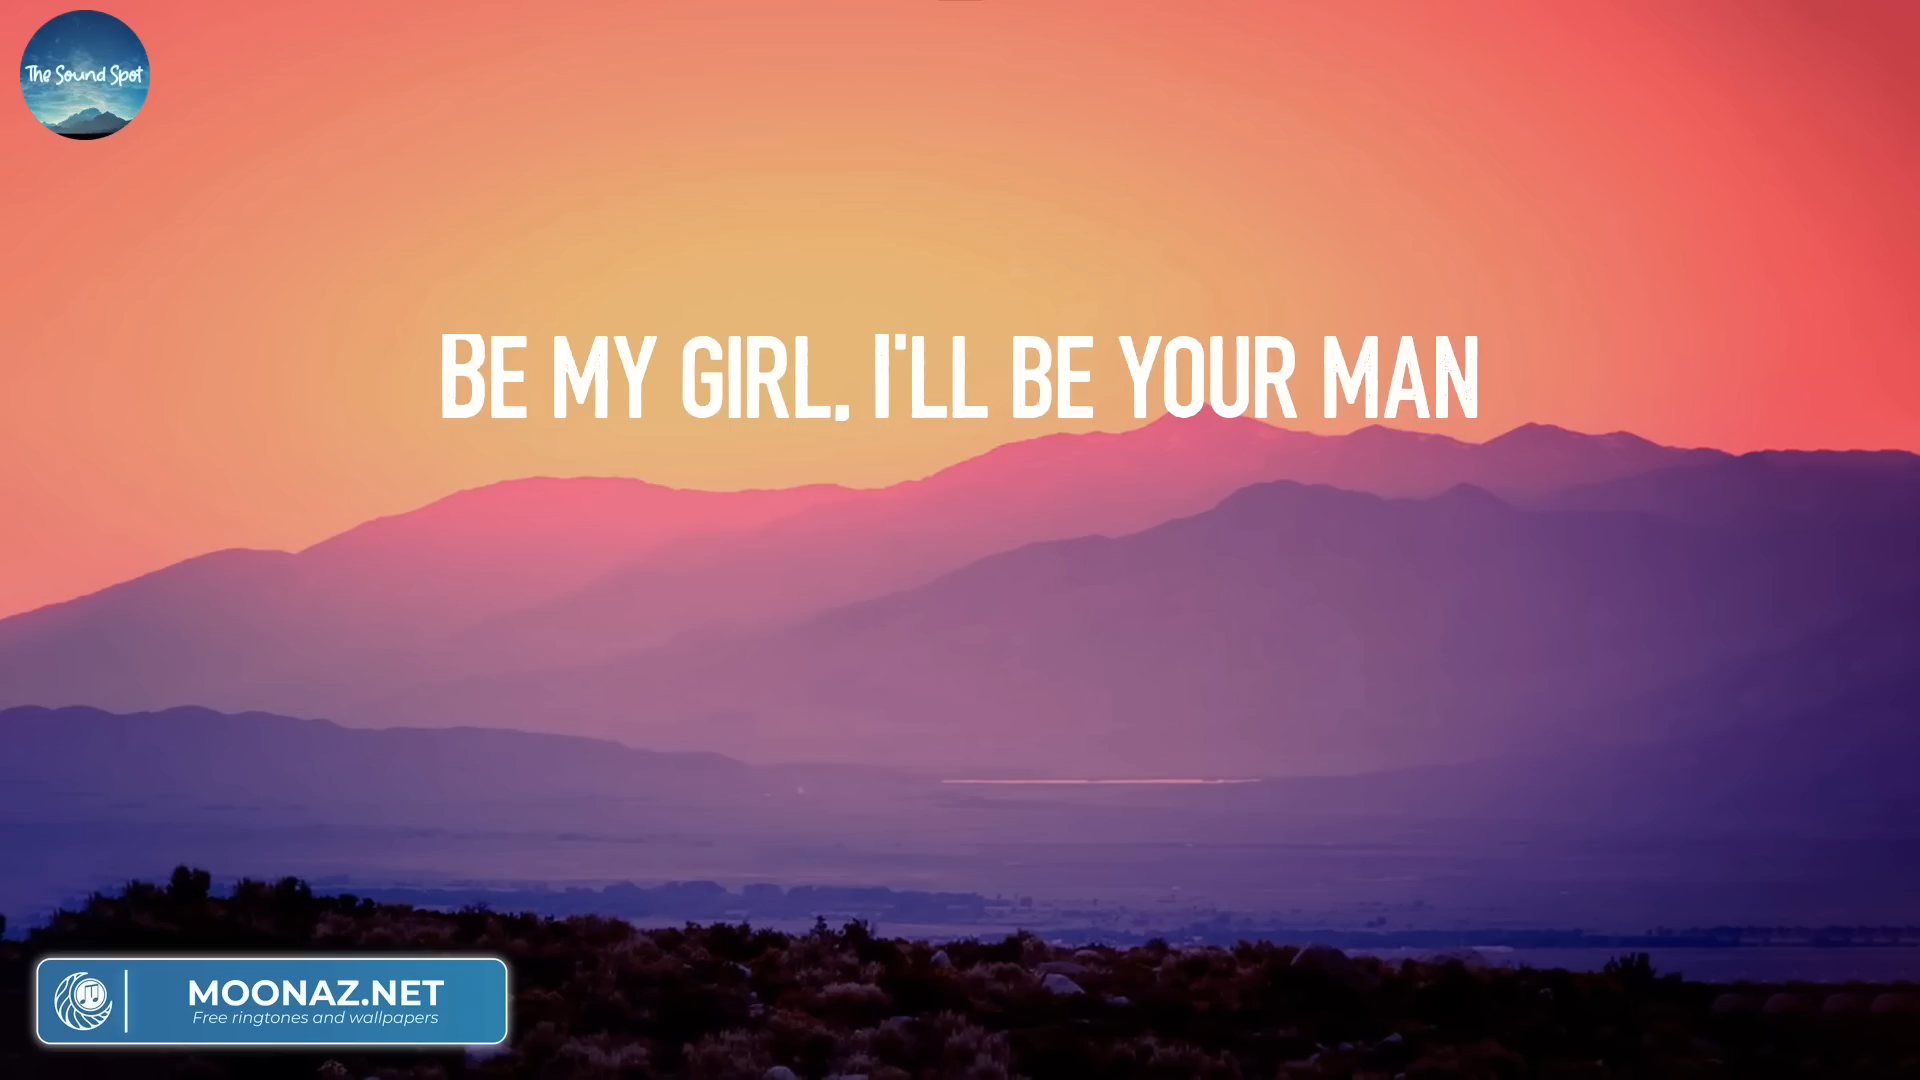 The Sound Spot
BE MY GIRL, I'LL BE YOUR MAN
MOONAZ.NET
Free ringtones and wallpapers